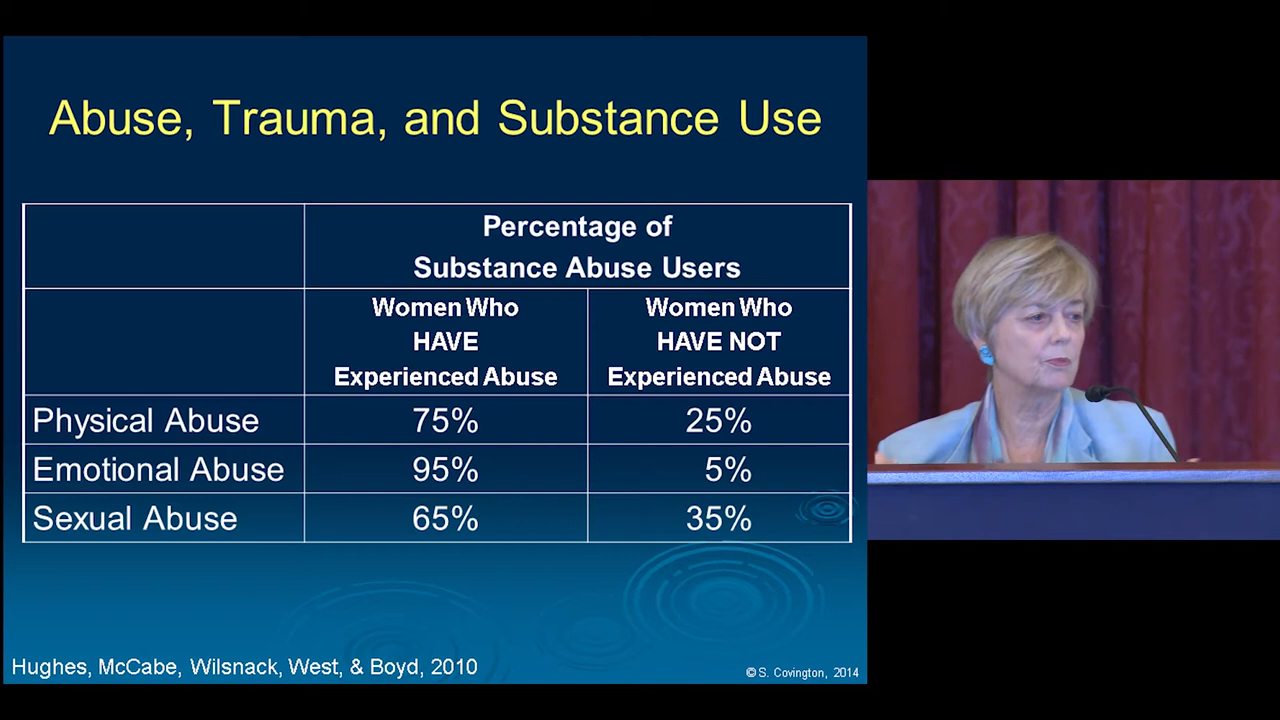 Abuse, Trauma, and Substance Use
Percentage of
Substance Abuse Users
Women Who
HAVE
Experienced Abuse
Women Who
HAVE NOT
Experienced Abuse
Physical Abuse 75% 25%
Emotional Abuse 95% 5%
Sexual Abuse 65% 35%
Hughes, McCabe, Wilsnack, West, & Boyd, 2010
© S. Covington, 2014